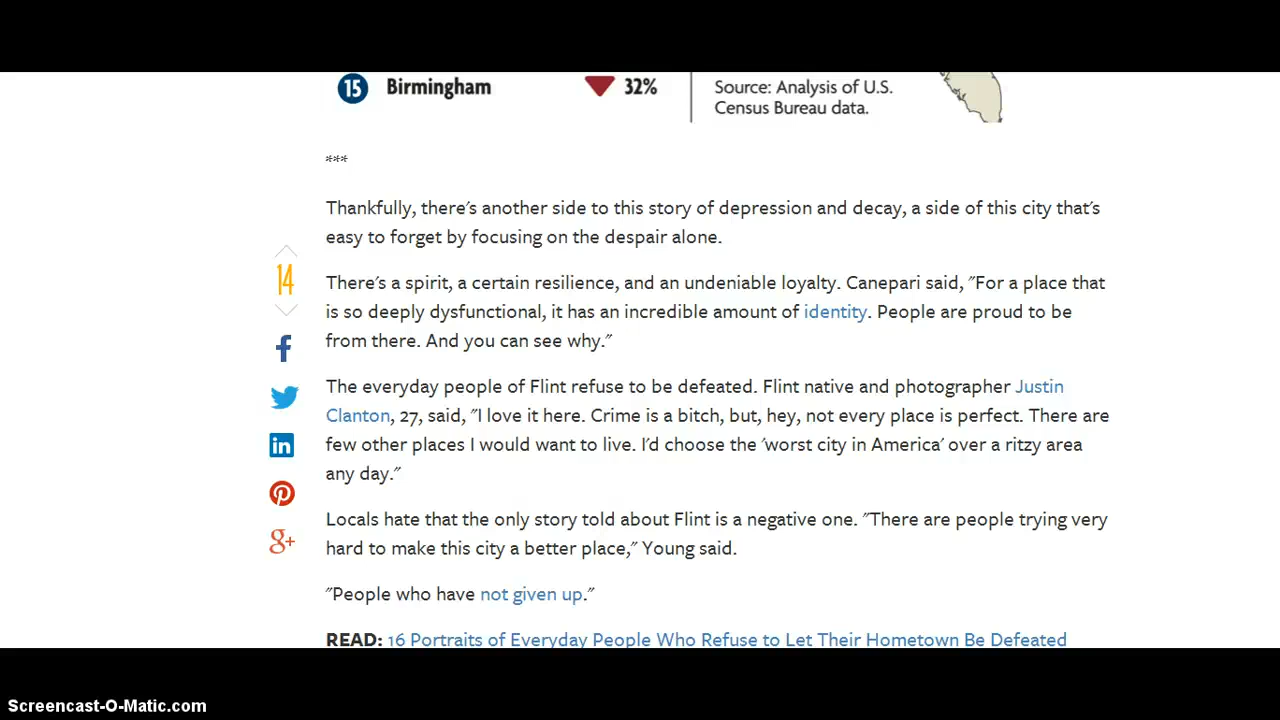 15 Birmingham 32% Source: Analysis of U.S.
Census Bureau data.
***
Thankfully, there's another side to this story of depression and decay, a side of this city that's
easy to forget by focusing on the despair alone.
14
There's a spirit, a certain resilience, and an undeniable loyalty. Canepari said, "For a place that
is so deeply dysfunctional, it has an incredible amount of identity. People are proud to be
from there. And you can see why."
The everyday people of Flint refuse to be defeated. Flint native and photographer Justin
Clanton, 27, said, "I love it here. Crime is a bitch, but, hey, not every place is perfect. There are
few other places I would want to live. I'd choose the 'worst city in America' over a ritzy area
any day."
Locals hate that the only story told about Flint is a negative one. "There are people trying very
hard to make this city a better place," Young said.
"People who have not given up."
READ: 16 Portraits of Everyday People Who Refuse to Let Their Hometown Be Defeated
f
in
g+
Screencast-O-Matic.com